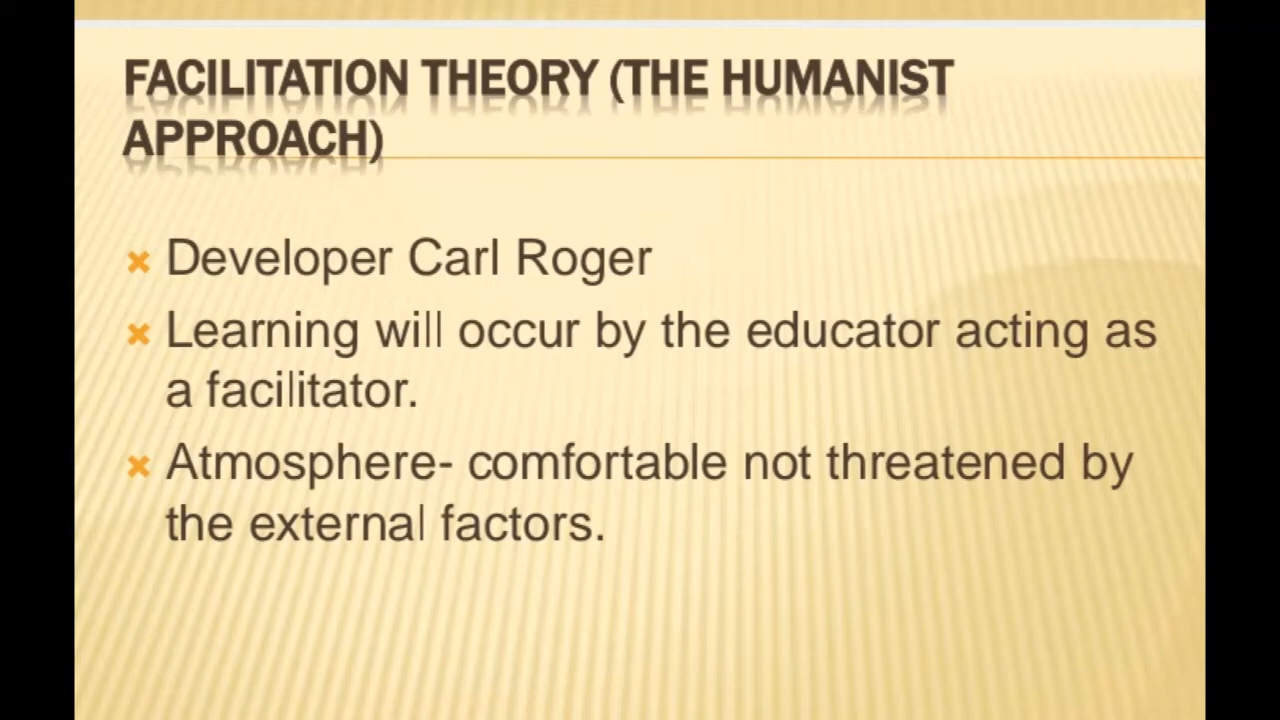 FACILITATION THEORY (THE HUMANIST
APPROACH)
Developer Carl Roger
Learning will occur by the educator acting as
a facilitator.
Atmosphere- comfortable not threatened by
the external factors.